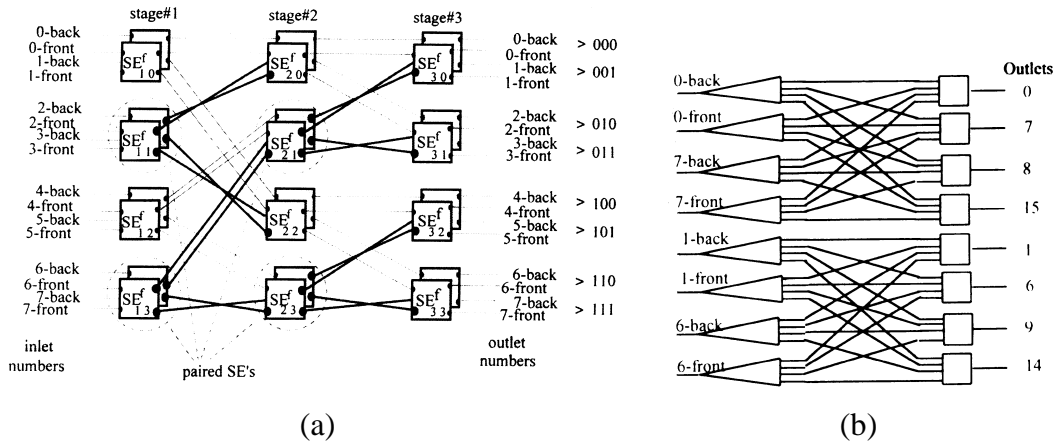 stage#1 stage#2 stage#3
0-back
0-front
1-back
1-front
2-back
2-front
3-back
3-front
4-back
4-front
5-back
5-front
6-back
6-front
7-back
7-front
inlet
numbers
SE f 1 0
SE f 1 1
SE f 1 2
SE f 1 3
SE f 2 0
SE f 2 1
SE f 2 2
SE f 2 3
SE f 3 0
SE f 3 1
SE f 3 2
SE f 3 3
paired SE's
0-back
0-front
> 000
1-back
1-front
> 001
2-back
2-front
> 010
3-back
3-front
> 011
4-back
4-front
> 100
5-back
5-front
> 101
6-back
6-front
> 110
7-back
7-front
> 111
outlet
numbers
(a)
Outlets
0-back 0
0-front 7
7-back 8
7-front 15
1-back 1
1-front 6
6-back 9
6-front 14
(b)